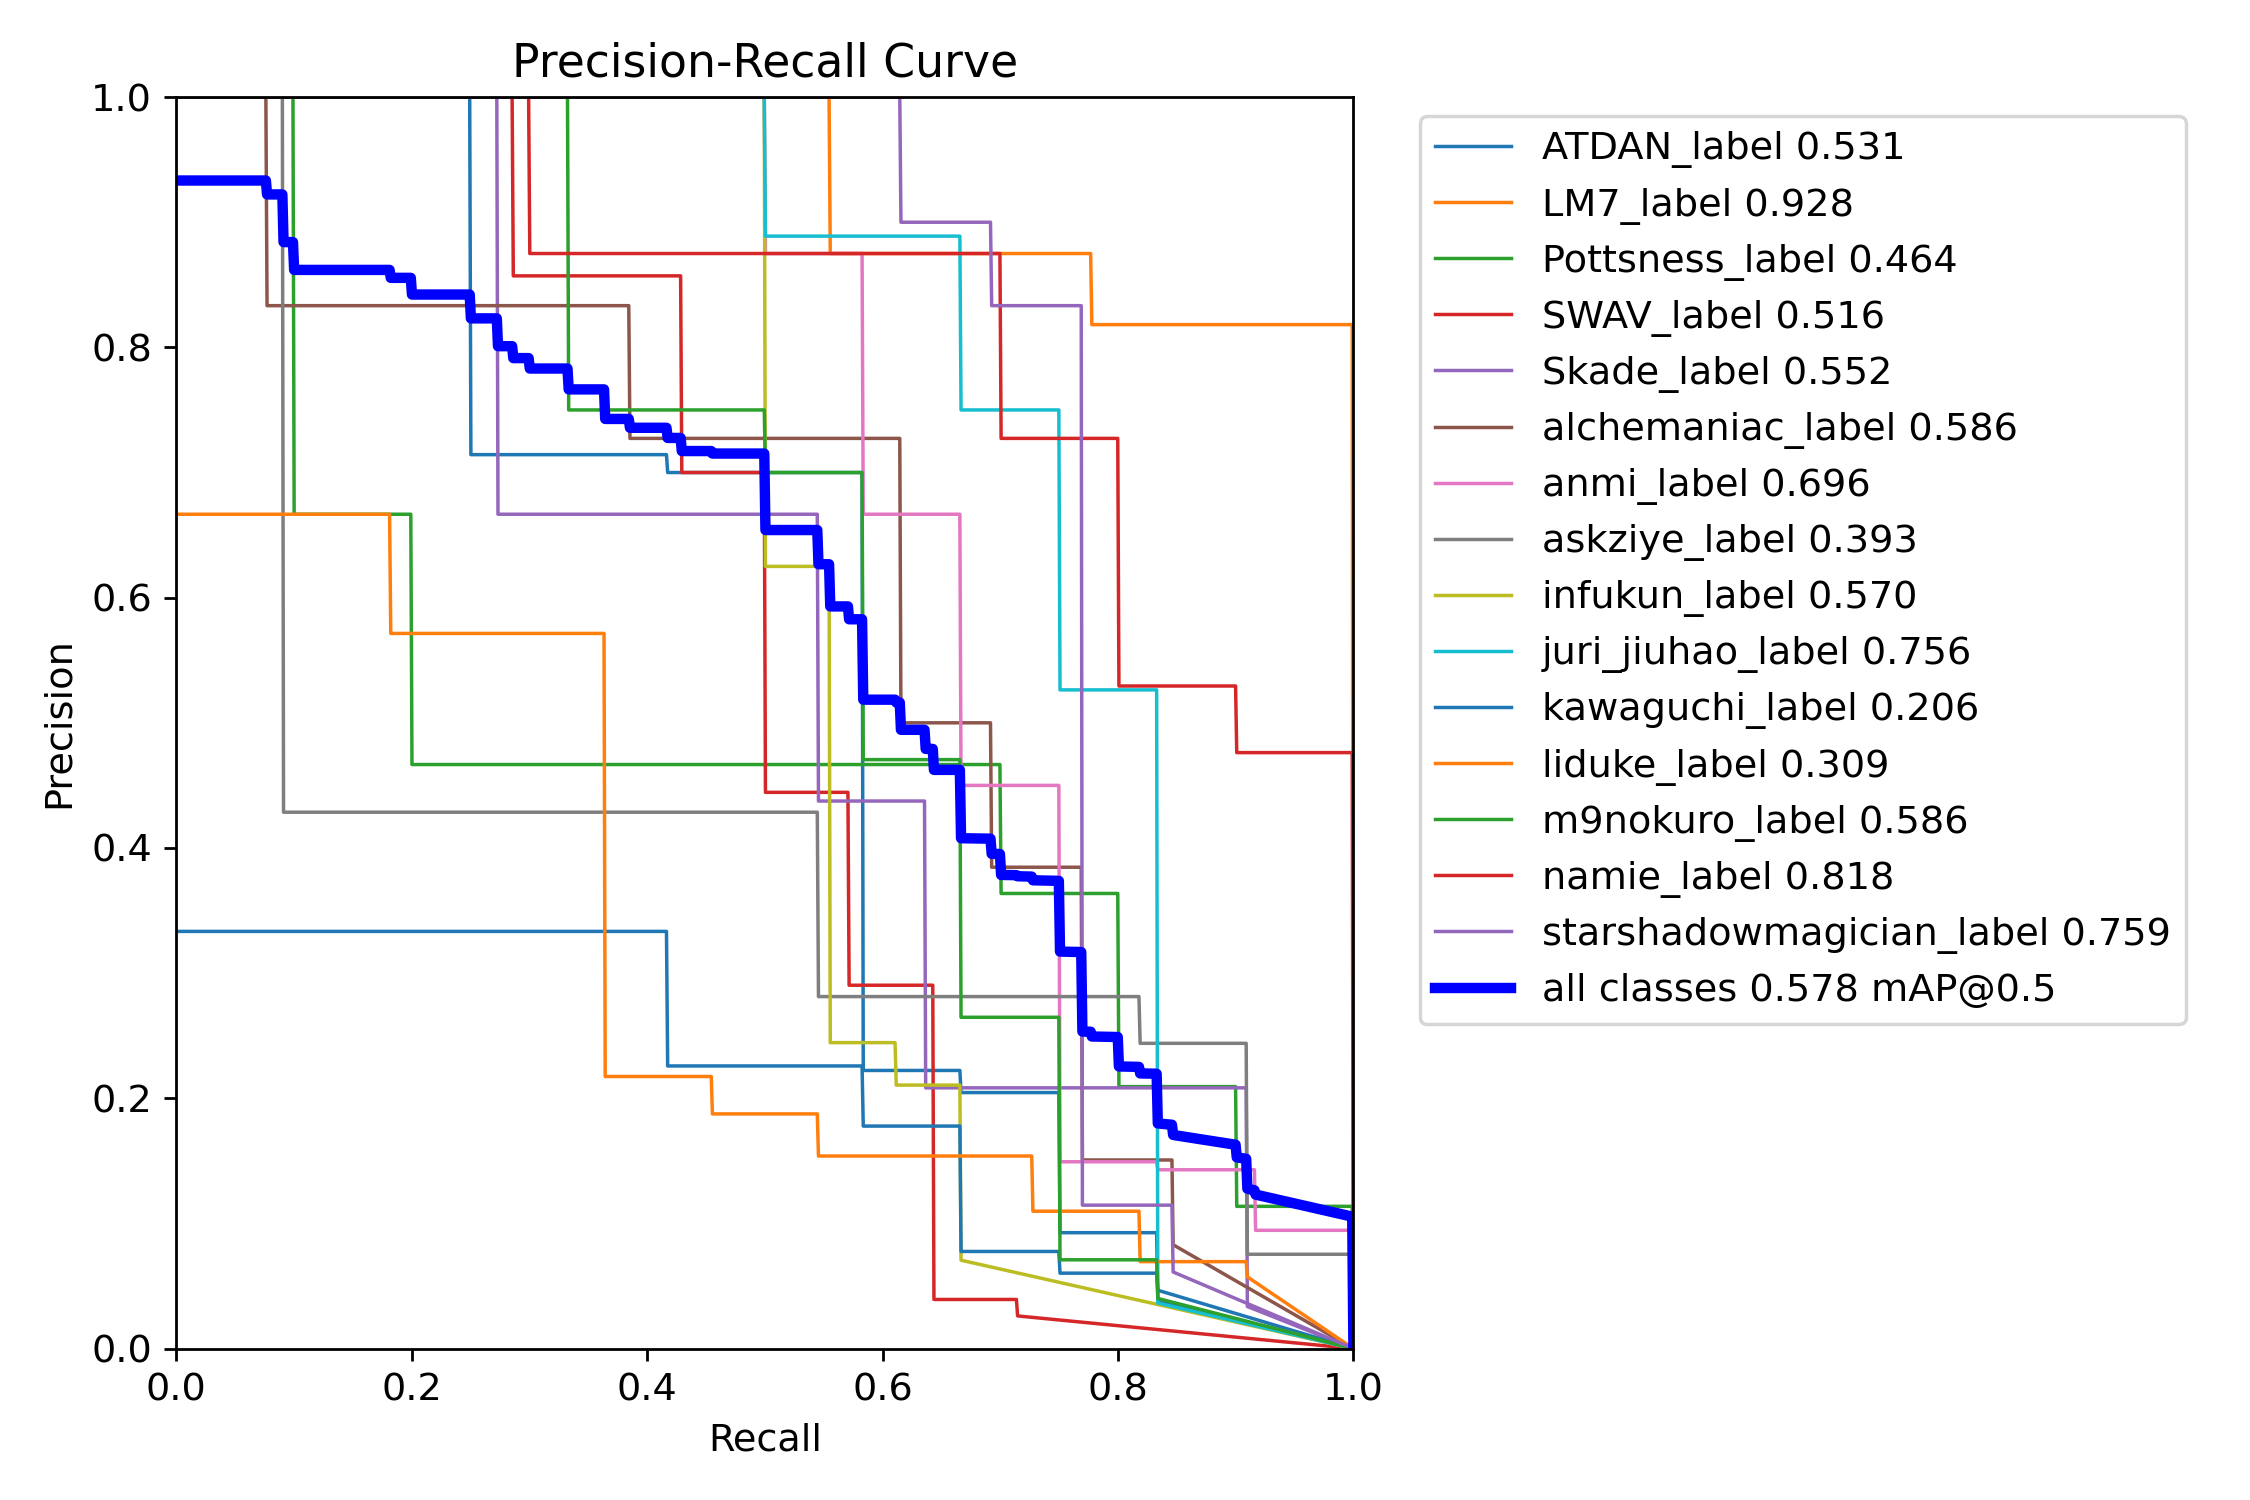 Precision-Recall Curve
1.0
0.8
0.6
0.4
0.2
0.0
Precision
0.0 0.2 0.4 0.6 0.8 1.0
Recall
ATDAN_label 0.531
LM7_label 0.928
Pottsness_label 0.464
SWAV_label 0.516
Skade_label 0.552
alchemaniac_label 0.586
anmi_label 0.696
askziye_label 0.393
infukun_label 0.570
juri_jiuhao_label 0.756
kawaguchi_label 0.206
liduke_label 0.309
m9nokuro_label 0.586
namie_label 0.818
starshadowmagician_label 0.759
all classes 0.578 mAP@0.5